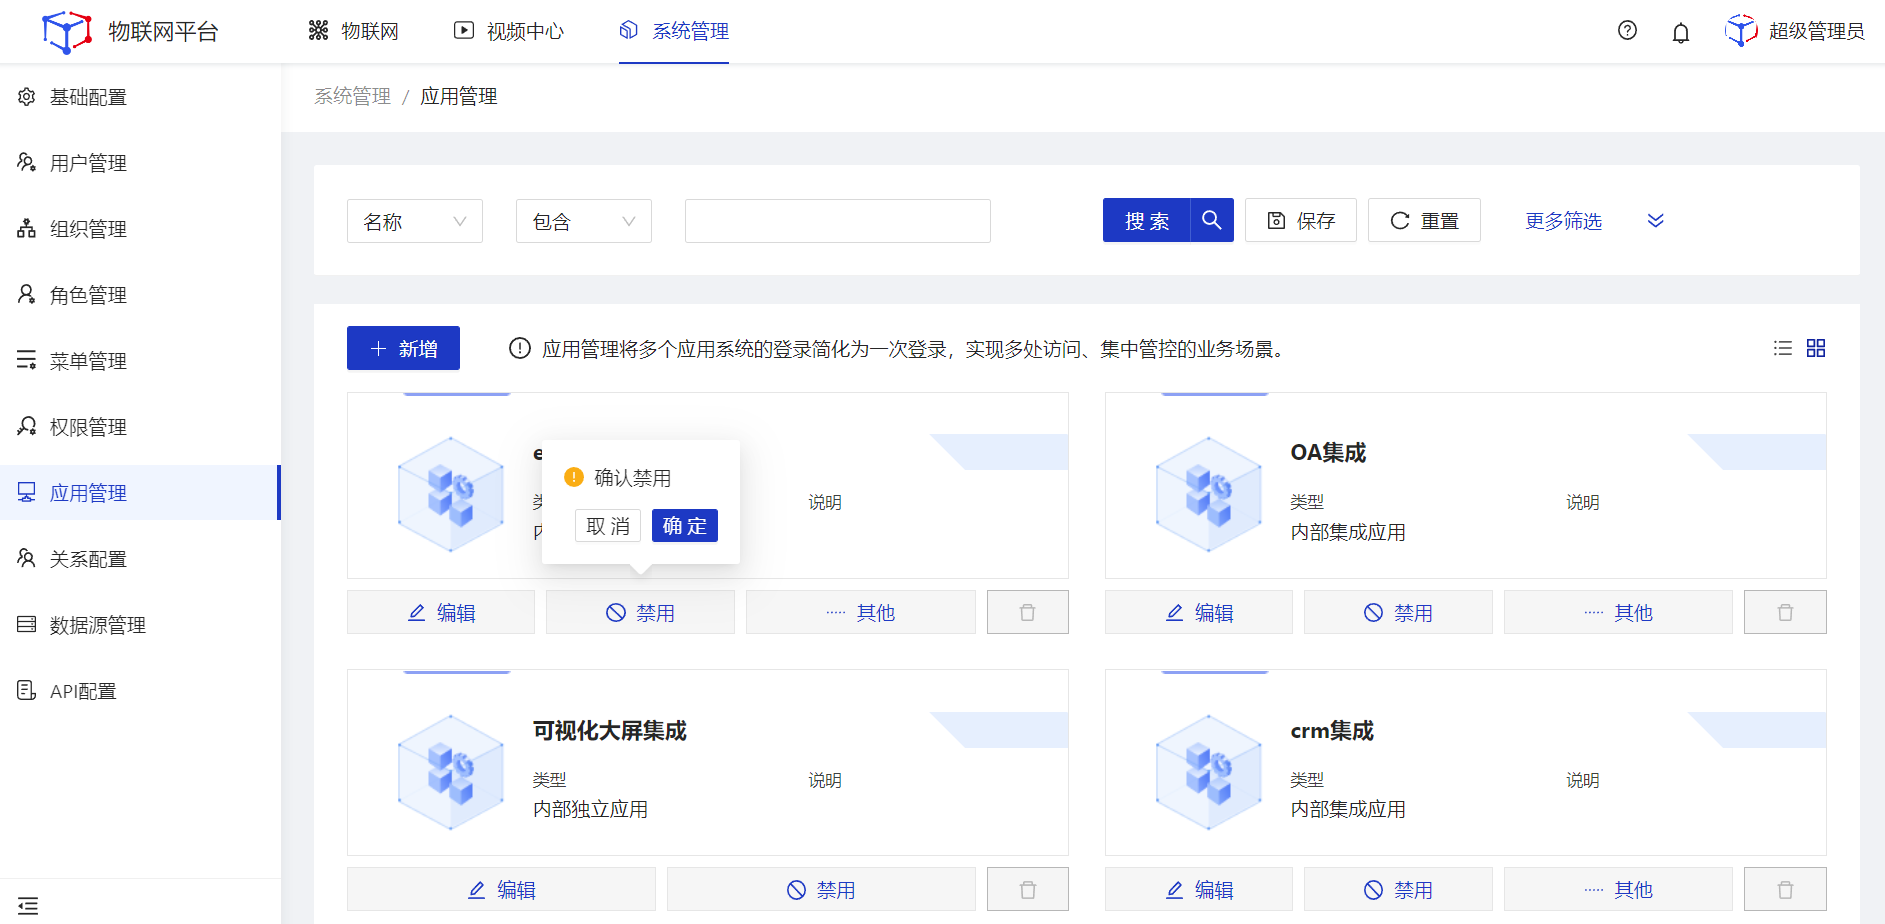 物联网平台
物联网
视频中心
系统管理
超级管理员
基础配置
用户管理
组织管理
角色管理
菜单管理
权限管理
应用管理
关系配置
数据源管理
API配置
系统管理 / 应用管理
名称
包含
搜 索
保存
重置
更多筛选
新增
应用管理将多个应用系统的登录简化为一次登录，实现多处访问、集中管控的业务场景。
e
说明
确认禁用
取 消
确 定
编辑
禁用
其他
OA集成
类型
说明
内部集成应用
编辑
禁用
其他
可视化大屏集成
类型
说明
内部独立应用
编辑
禁用
crm集成
类型
说明
内部集成应用
编辑
禁用
其他